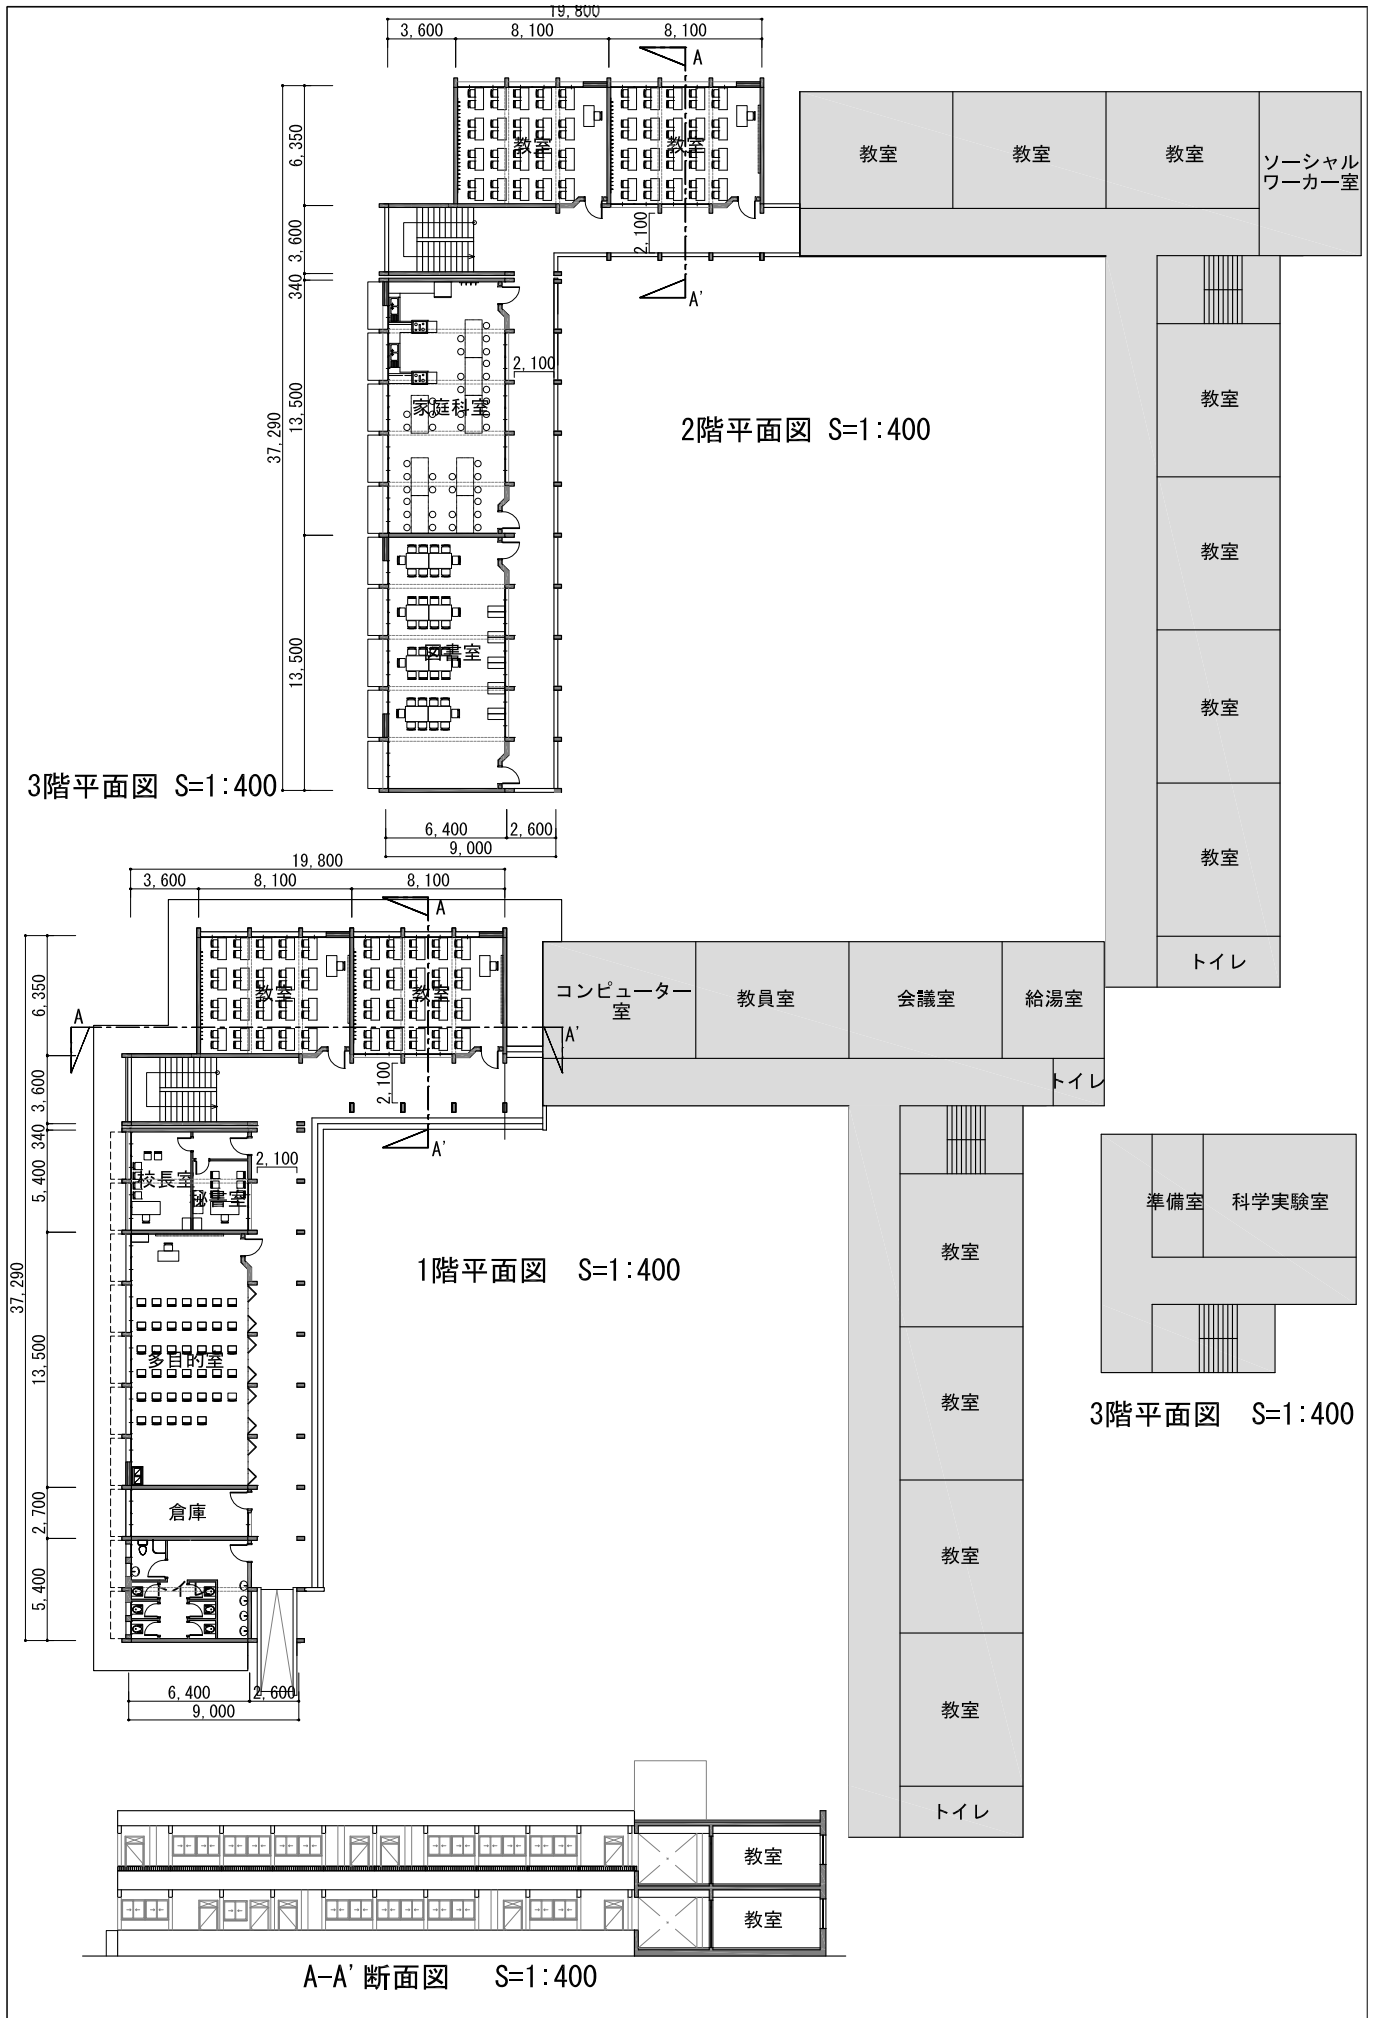 19,800
3,600
8,100
8,100
A
6,350
教室
教室
教室
教室
教室
ソーシャル
ワーカー室
3,600
2,100
340
A'
2,100
13,500
家庭科室
教室
37,290
2階平面図 S=1:400
教室
13,500
図書室
教室
3階平面図 S=1:400
6,400
2,600
9,000
教室
19,800
3,600
8,100
8,100
A
トイレ
6,350
教室
教室
コンピューター
室
教員室
会議室
給湯室
A
A'
3,600
2,100
トイレ
340
A'
2,100
5,400
校長室
秘書室
準備室
科学実験室
37,290
1階平面図 S=1:400
教室
13,500
多目的室
教室
3階平面図 S=1:400
2,700
倉庫
教室
5,400
トイレ
6,400
2,600
9,000
教室
トイレ
教室
教室
A-A' 断面図 S=1:400